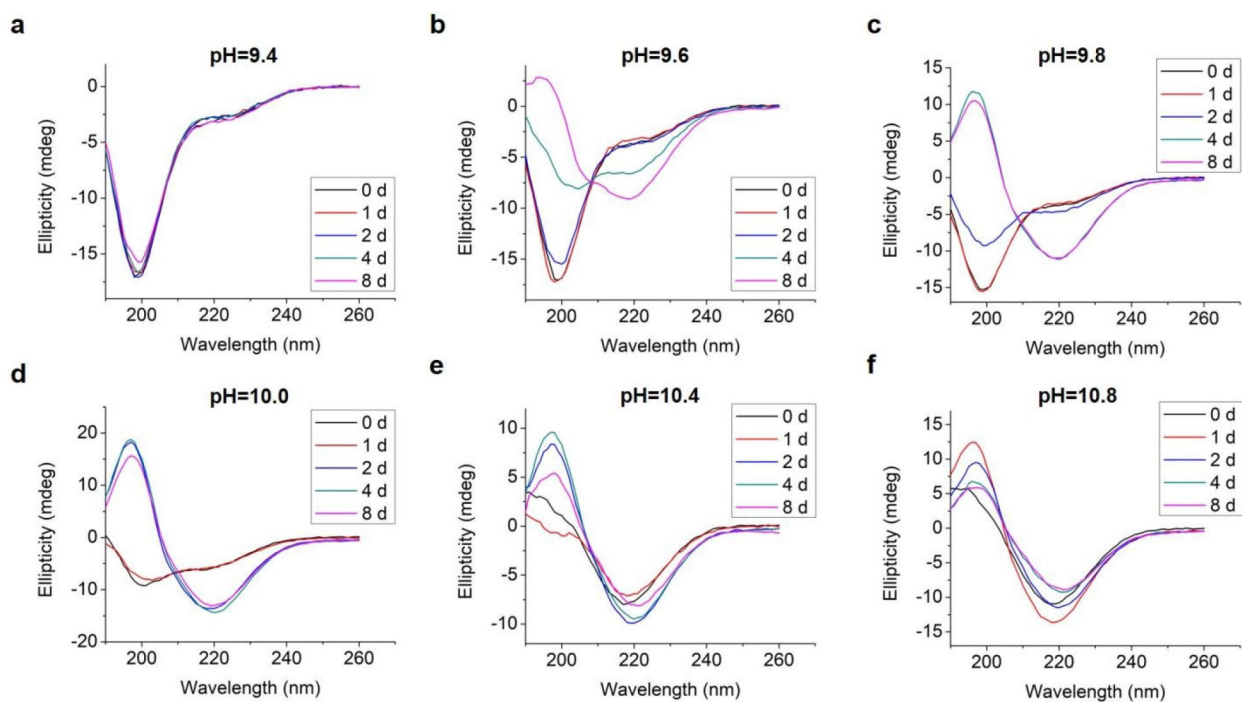 a
pH=9.4
0
-5
-10
-15
Ellipticity (mdeg)
0 d
1 d
2 d
4 d
8 d
200 220 240 260
Wavelength (nm)
b
pH=9.6
5
0
-5
-10
-15
Ellipticity (mdeg)
0 d
1 d
2 d
4 d
8 d
200 220 240 260
Wavelength (nm)
c
pH=9.8
15
10
5
0
-5
-10
-15
Ellipticity (mdeg)
0 d
1 d
2 d
4 d
8 d
200 220 240 260
Wavelength (nm)
d
pH=10.0
20
10
0
-10
-20
Ellipticity (mdeg)
0 d
1 d
2 d
4 d
8 d
200 220 240 260
Wavelength (nm)
e
pH=10.4
10
5
0
-5
-10
Ellipticity (mdeg)
0 d
1 d
2 d
4 d
8 d
200 220 240 260
Wavelength (nm)
f
pH=10.8
15
10
5
0
-5
-10
-15
Ellipticity (mdeg)
0 d
1 d
2 d
4 d
8 d
200 220 240 260
Wavelength (nm)